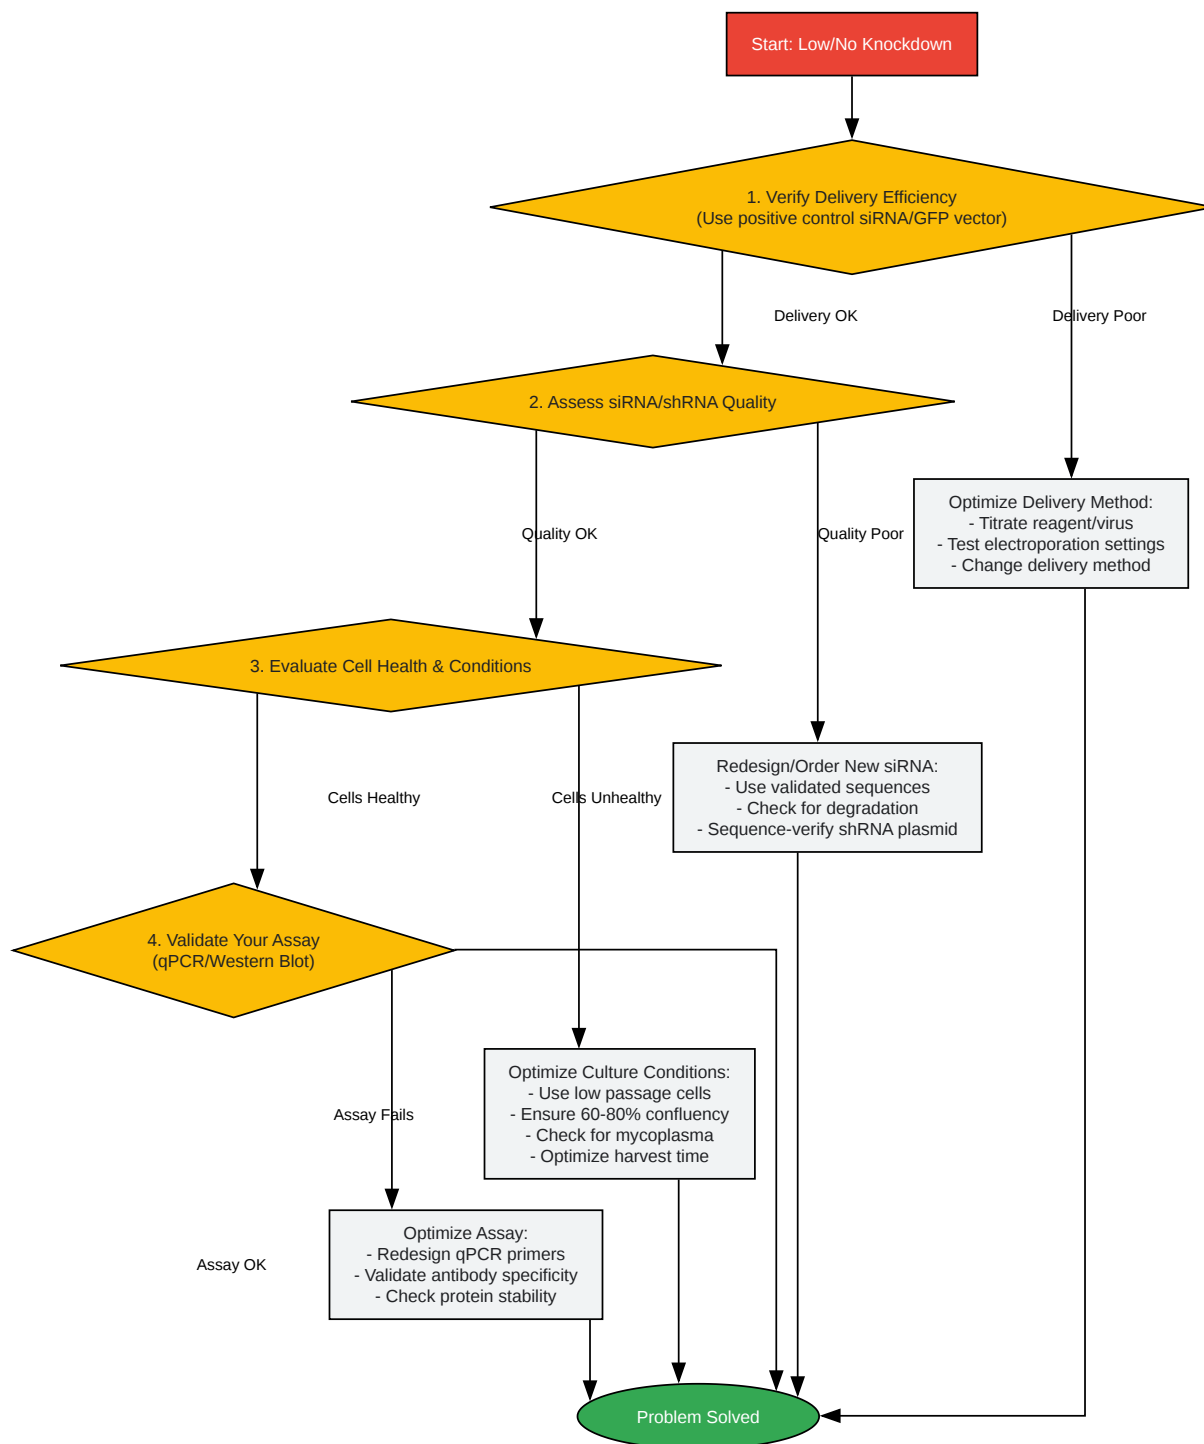 Start: Low/No Knockdown
1. Verify Delivery Efficiency
(Use positive control siRNA/GFP vector)
Delivery OK
Delivery Poor
2. Assess siRNA/shRNA Quality
Optimize Delivery Method:
- Titrate reagent/virus
- Test electroporation settings
- Change delivery method
Quality OK
Quality Poor
3. Evaluate Cell Health & Conditions
Redesign/Order New siRNA:
- Use validated sequences
- Check for degradation
- Sequence-verify shRNA plasmid
Cells Healthy
Cells Unhealthy
4. Validate Your Assay
(qPCR/Western Blot)
Optimize Culture Conditions:
- Use low passage cells
- Ensure 60-80% confluency
- Check for mycoplasma
- Optimize harvest time
Assay Fails
Optimize Assay:
- Redesign qPCR primers
- Validate antibody specificity
- Check protein stability
Assay OK
Problem Solved